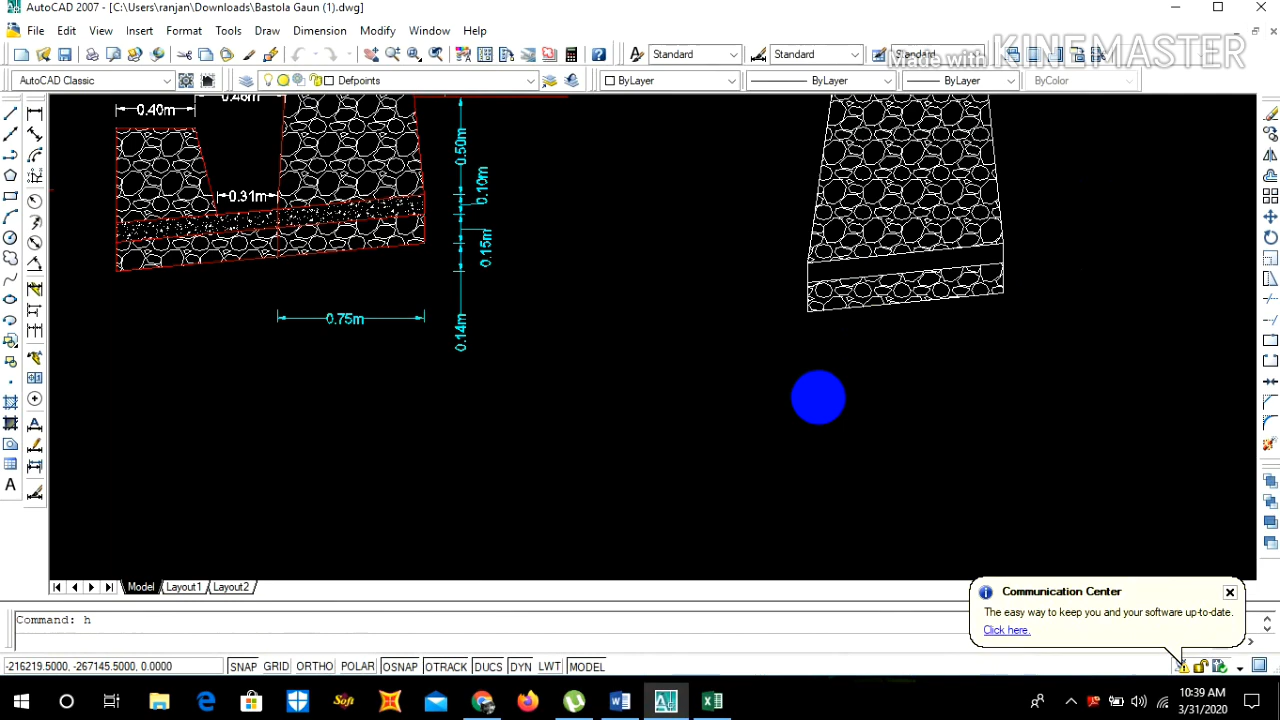 AutoCAD 2007 - [C:\Users\ranjan\Downloads\Bastola Gaun (1).dwg]
File Edit View Insert Format Tools Draw Dimension Modify Window Help
Standard Standard Standard
Made with KINEMASTER
AutoCAD Classic Defpoints ByLayer ByLayer ByLayer ByColor
0.40m
0.46m
0.50m
0.10m
0.31m
0.15m
0.75m
0.14m
Model Layout1 Layout2
Communication Center
The easy way to keep you and your software up-to-date.
Click here.
Command: h
-216219.5000, -267145.5000, 0.0000 SNAP GRID ORTHO POLAR OSNAP OTRACK DUCS DYN LWT MODEL
Soft
10:39 AM
3/31/2020